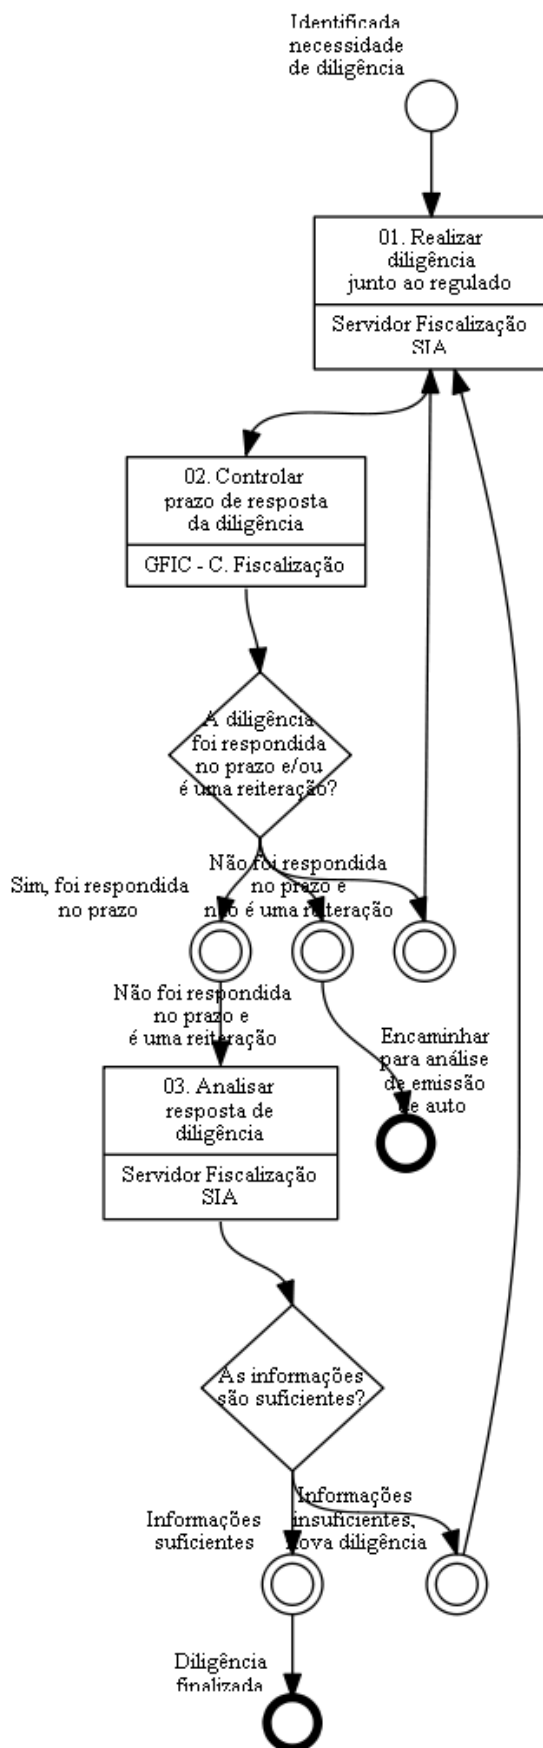 Identificada
necessidade
de diligência
01. Realizar
diligência
junto ao regulado
Servidor Fiscalização
SIA
02. Controlar
prazo de resposta
da diligência
GFIC - C. Fiscalização
A diligência
foi respondida
no prazo e/ou
é uma reiteração?
Sim, foi respondida
no prazo
Não foi respondida
no prazo e
não é uma reiteração
Não foi respondida
no prazo e
é uma reiteração
Encaminhar
para análise
de emissão
de auto
03. Analisar
resposta de
diligência
Servidor Fiscalização
SIA
As informações
são suficientes?
Informações
suficientes
Informações
insuficientes,
nova diligência
Diligência
finalizada